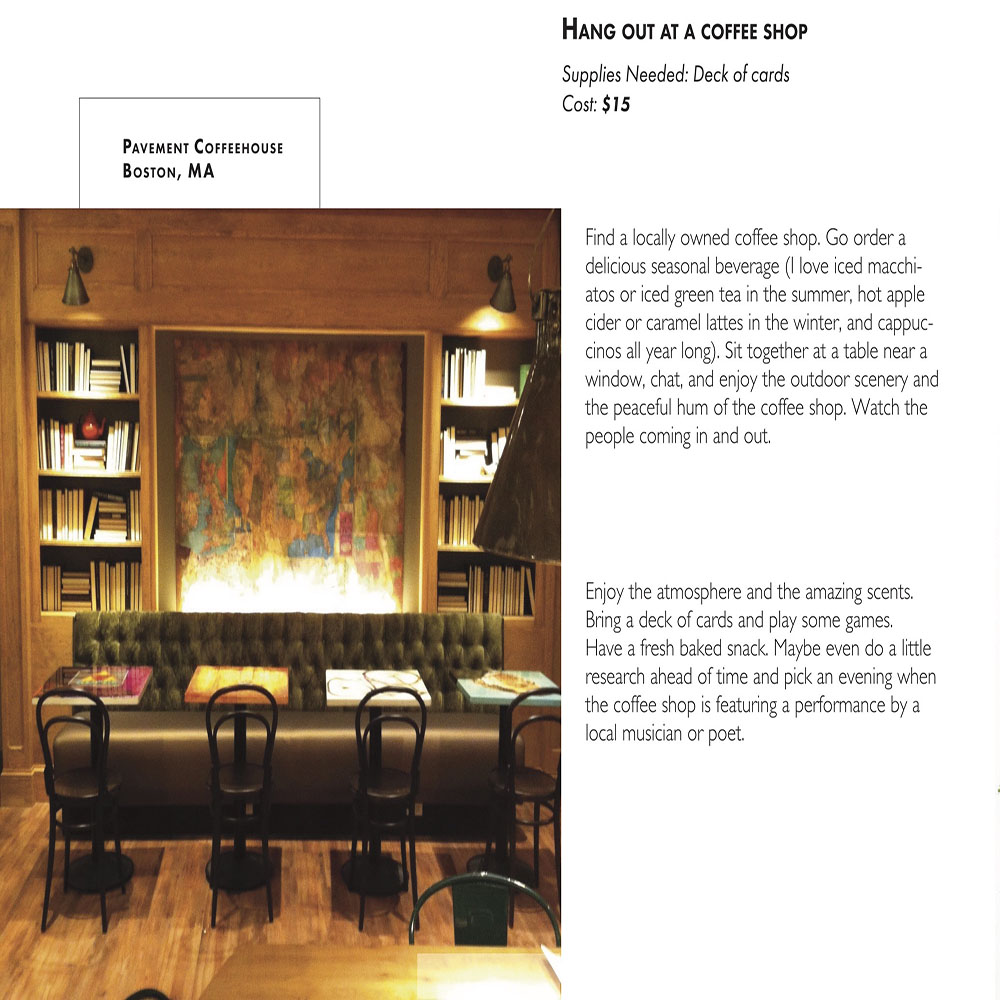 HANG OUT AT A COFFEE SHOP
Supplies Needed: Deck of cards
Cost: $15
PAVEMENT COFFEEHOUSE
BOSTON, MA
Find a locally owned coffee shop. Go order a
delicious seasonal beverage (I love iced macchi-
atos or iced green tea in the summer, hot apple
cider or caramel lattes in the winter, and cappuc-
cinos all year long). Sit together at a table near a
window, chat, and enjoy the outdoor scenery and
the peaceful hum of the coffee shop. Watch the
people coming in and out.
Enjoy the atmosphere and the amazing scents.
Bring a deck of cards and play some games.
Have a fresh baked snack. Maybe even do a little
research ahead of time and pick an evening when
the coffee shop is featuring a performance by a
local musician or poet.